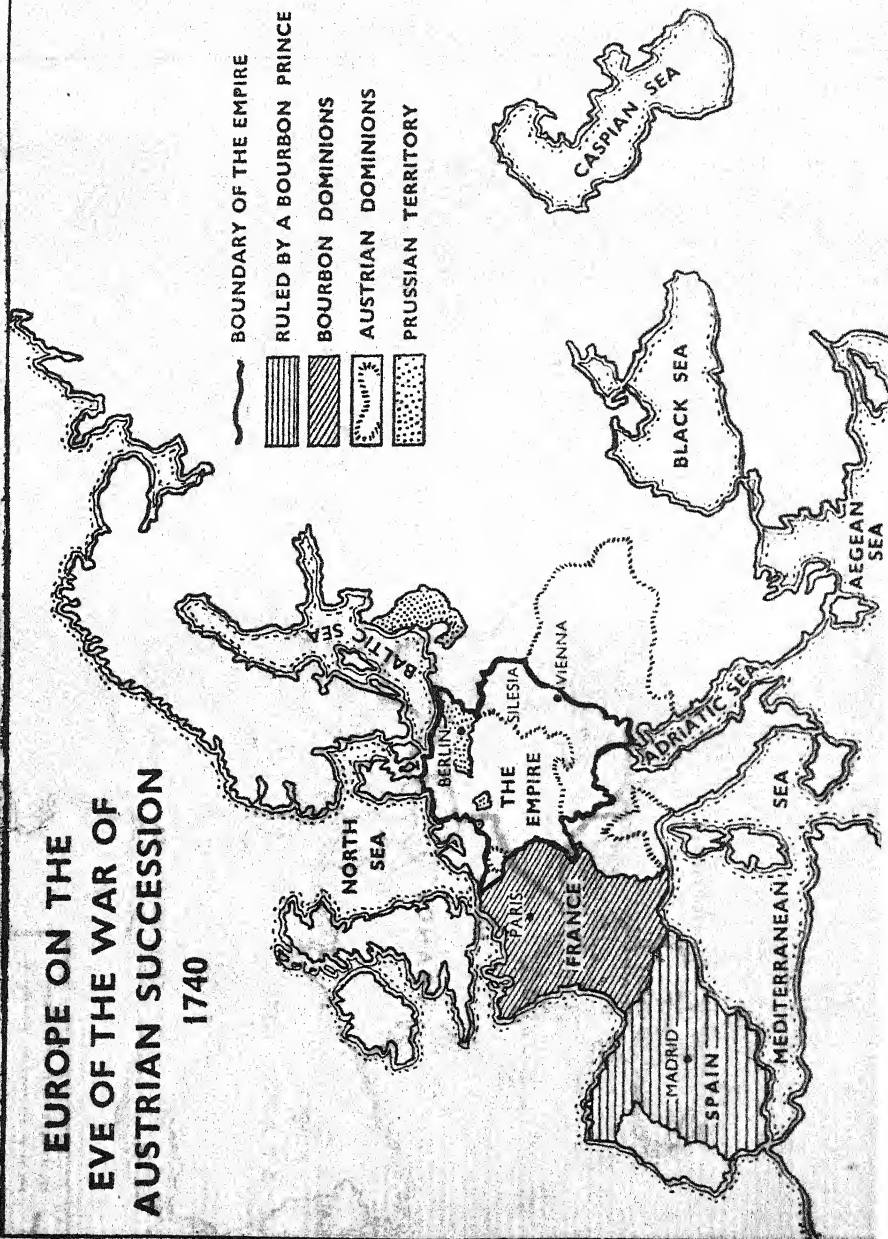 EUROPE ON THE
EVE OF THE WAR OF
AUSTRIAN SUCCESSION
1740
BOUNDARY OF THE EMPIRE
RULED BY A BOURBON PRINCE
BOURBON DOMINIONS
AUSTRIAN DOMINIONS
PRUSSIAN TERRITORY
NORTH
SEA
BALTIC
SEA
BERLIN
SILESIA
THE
EMPIRE
VIENNA
PARIS
FRANCE
MADRID
SPAIN
MEDITERRANEAN
SEA
ADRIATIC SEA
AEGEAN
SEA
BLACK SEA
CASPIAN SEA